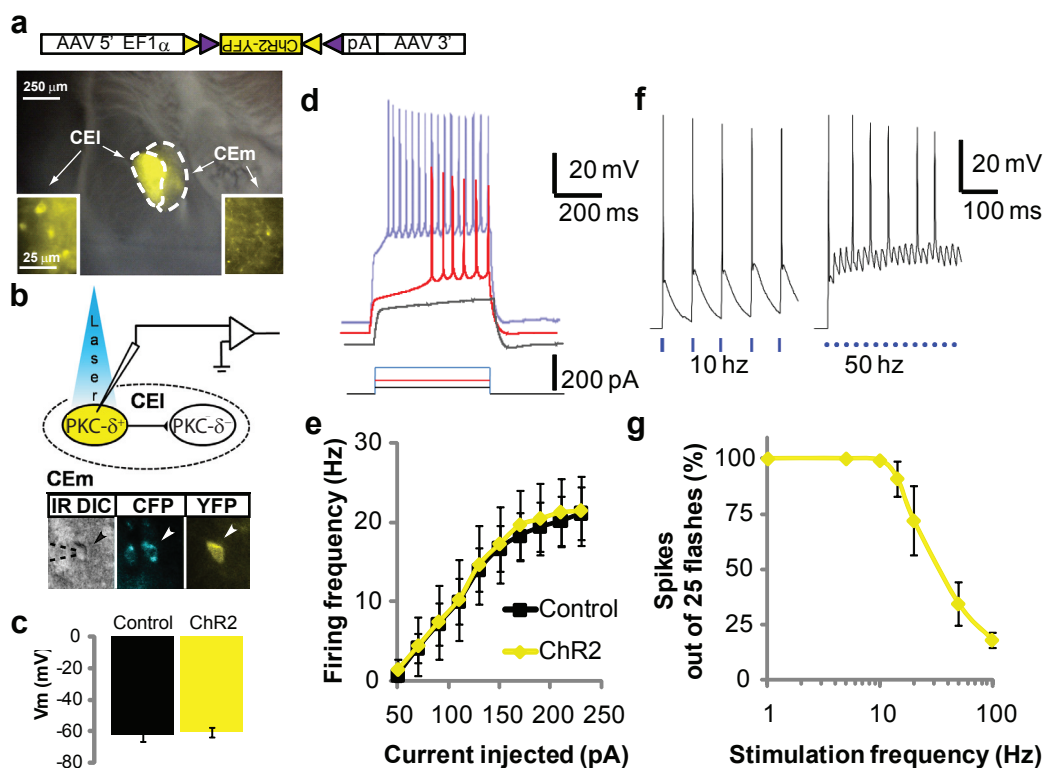 a
AAV 5' EF1α
ChR2-YFP
pA
AAV 3'
250 μm
CEl
CEm
25 μm
b
Laser
CEl
PKC-δ⁺
PKC-δ⁻
CEm
IR DIC
CFP
YFP
c
Control
ChR2
0
-20
-40
-60
-80
Vm (mV)
d
20 mV
200 ms
200 pA
e
30
20
10
0
Firing frequency (Hz)
Control
ChR2
50
100
150
200
250
Current injected (pA)
f
20 mV
100 ms
10 hz
50 hz
g
100
75
50
25
0
Spikes
out of 25 flashes (%)
1
10
100
Stimulation frequency (Hz)